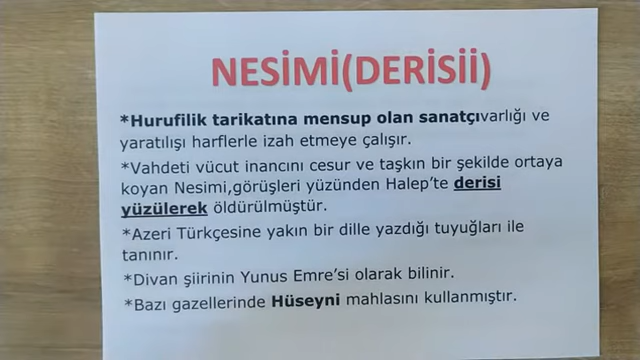 NESİMİ(DERİSİİ)
*Hurufilik tarikatına mensup olan sanatçıvarlığı ve
yaratılışı harflerle izah etmeye çalışır.
*Vahdeti vücut inancını cesur ve taşkın bir şekilde ortaya
koyan Nesimi,görüşleri yüzünden Halep’te derisi
yüzülerek öldürülmüştür.
*Azeri Türkçesine yakın bir dille yazdığı tuyuğları ile
tanınır.
*Divan şiirinin Yunus Emre’si olarak bilinir.
*Bazı gazellerinde Hüseyni mahlasını kullanmıştır.